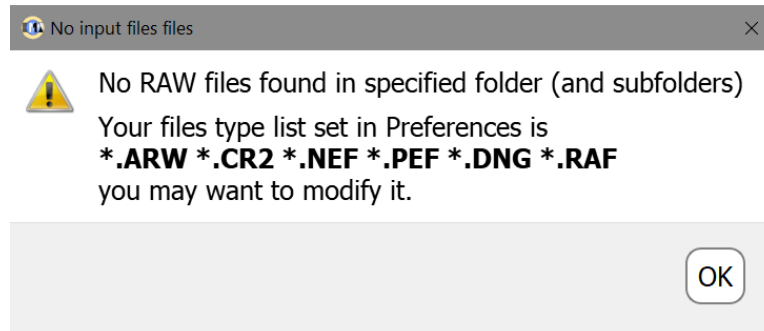 No input files files
No RAW files found in specified folder (and subfolders)
Your files type list set in Preferences is
*.ARW *.CR2 *.NEF *.PEF *.DNG *.RAF
you may want to modify it.
OK